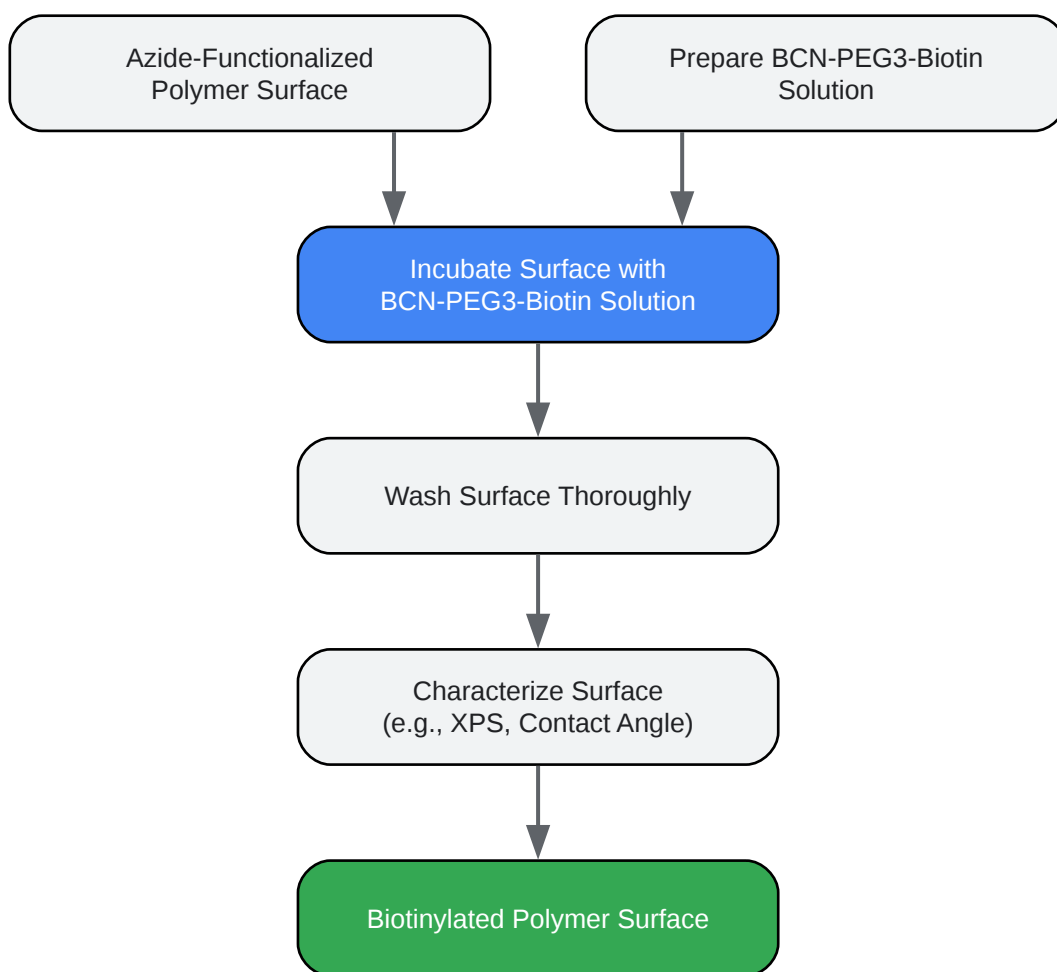 Azide-Functionalized
Polymer Surface
Prepare BCN-PEG3-Biotin
Solution
Incubate Surface with
BCN-PEG3-Biotin Solution
Wash Surface Thoroughly
Characterize Surface
(e.g., XPS, Contact Angle)
Biotinylated Polymer Surface